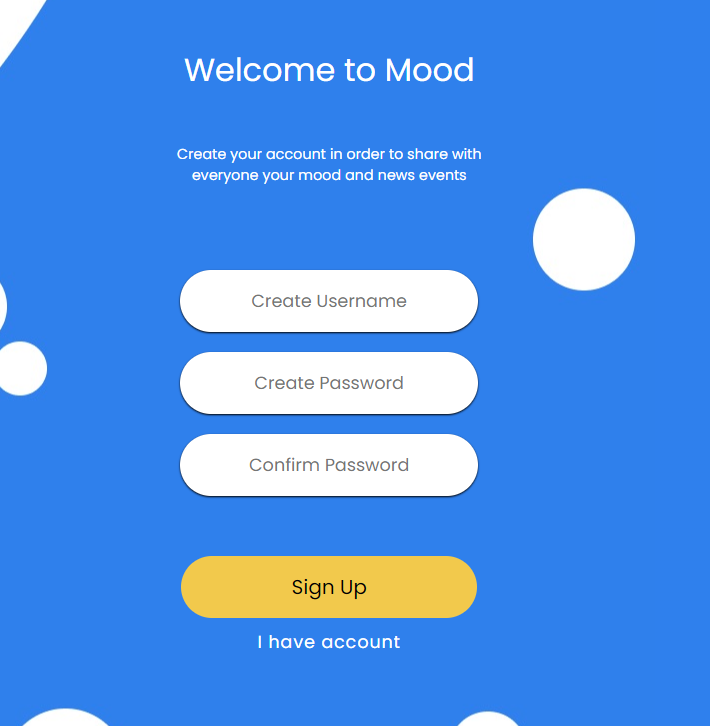 Welcome to Mood
Create your account in order to share with
everyone your mood and news events
Create Username
Create Password
Confirm Password
Sign Up
I have account